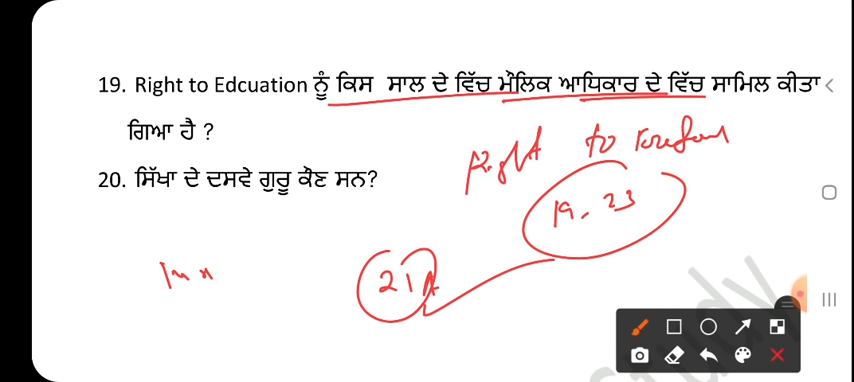 19. Right to Edcuation ਨੂੰ ਕਿਸ ਸਾਲ ਦੇ ਵਿੱਚ ਮੌਲਿਕ ਆਧਿਕਾਰ ਦੇ ਵਿੱਚ ਸਾਮਿਲ ਕੀਤਾ
ਗਿਆ ਹੈ ?
Right to
20. ਸਿੱਖਾ ਦੇ ਦਸਵੇ ਗੁਰੂ ਕੋਣ ਸਨ?
19-23
21A